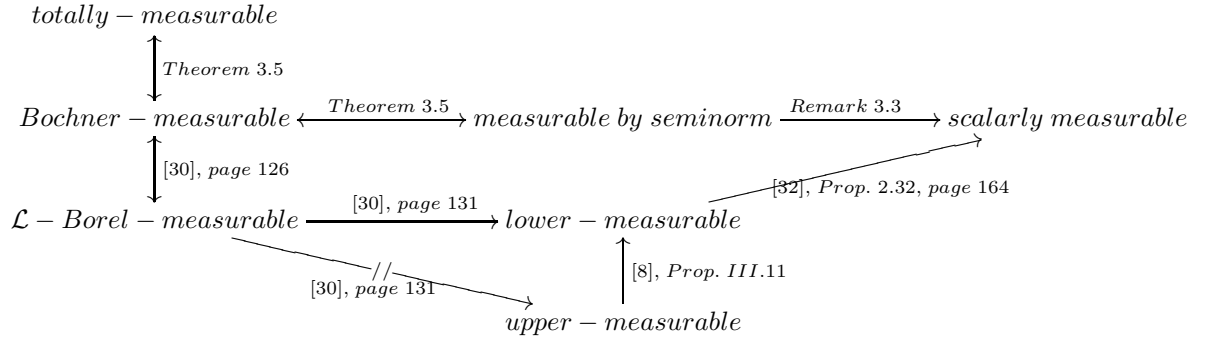 totally − measurable
Theorem 3.5
Bochner − measurable Theorem 3.5 measurable by seminorm Remark 3.3 scalarly measurable
[30], page 126
[32], Prop. 2.32, page 164
ℒ − Borel − measurable [30], page 131 lower − measurable
//
[30], page 131
[8], Prop. III.11
upper − measurable